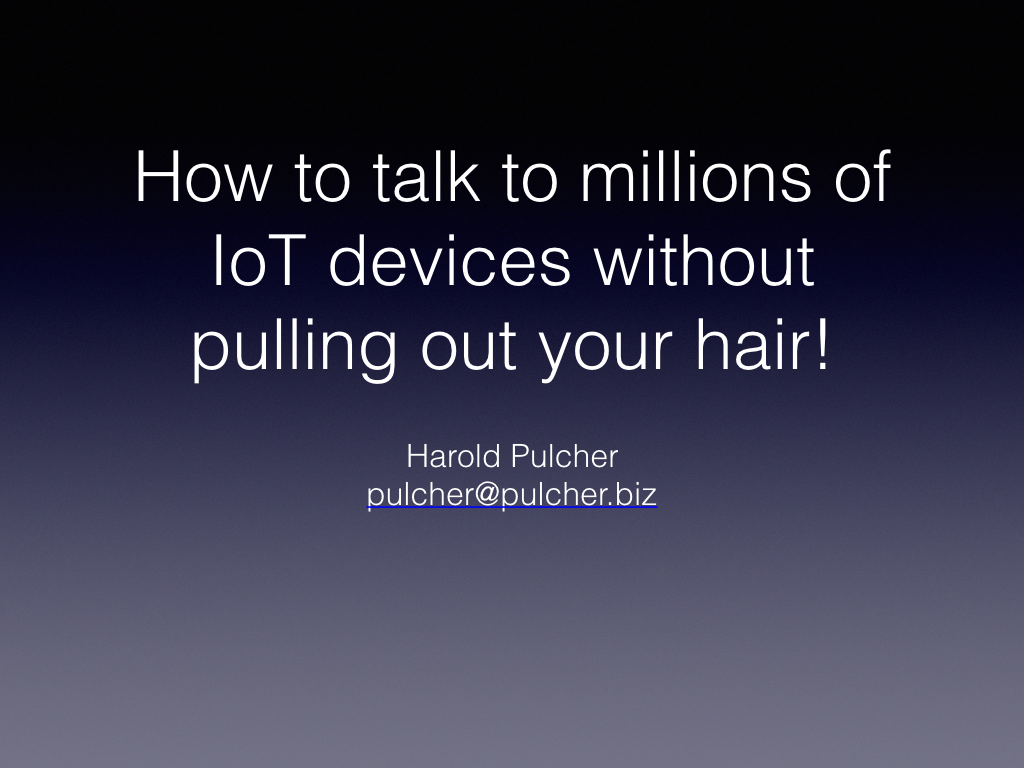 How to talk to millions of
IoT devices without
pulling out your hair!
Harold Pulcher
pulcher@pulcher.biz